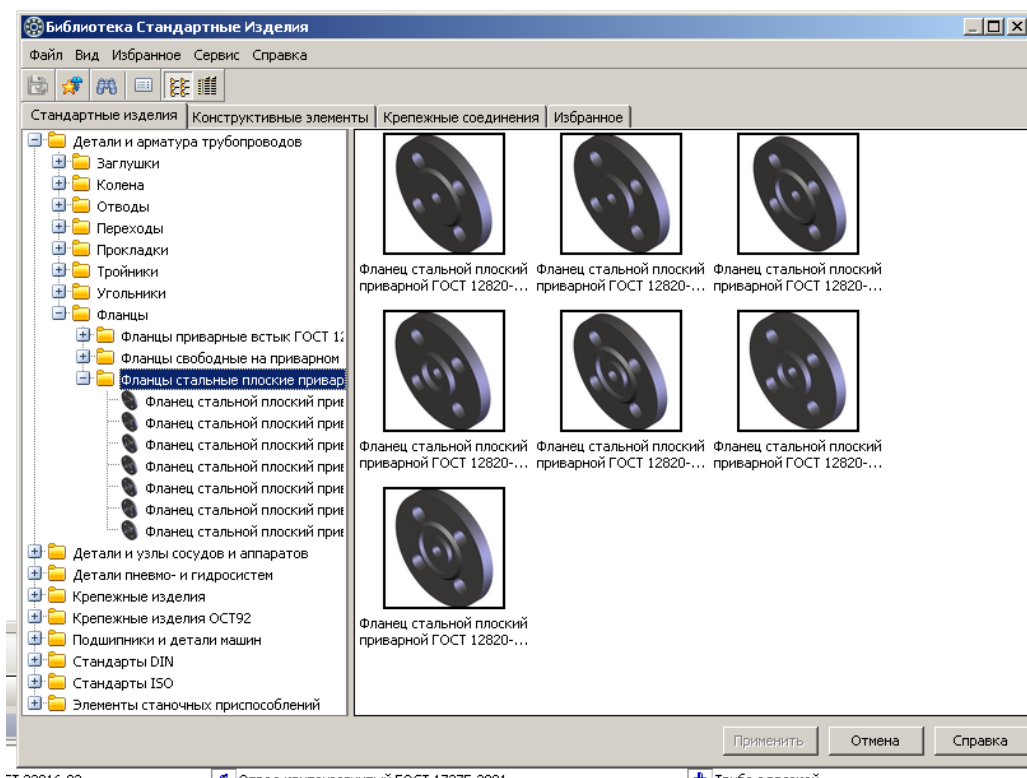 Библиотека Стандартные Изделия
Файл Вид Избранное Сервис Справка
Стандартные изделия Конструктивные элементы Крепежные соединения Избранное
Детали и арматура трубопроводов
Заглушки
Колена
Отводы
Переходы
Прокладки
Тройники
Угольники
Фланцы
Фланцы приварные встык ГОСТ 12
Фланцы свободные на приварном
Фланцы стальные плоские привар
Фланец стальной плоский прив
Фланец стальной плоский прив
Фланец стальной плоский прив
Фланец стальной плоский прив
Фланец стальной плоский прив
Фланец стальной плоский прив
Фланец стальной плоский прив
Детали и узлы сосудов и аппаратов
Детали пневмо- и гидросистем
Крепежные изделия
Крепежные изделия ОСТ92
Подшипники и детали машин
Стандарты DIN
Стандарты ISO
Элементы станочных приспособлений
Фланец стальной плоский Фланец стальной плоский Фланец стальной плоский
приварной ГОСТ 12820-... приварной ГОСТ 12820-... приварной ГОСТ 12820-...
Фланец стальной плоский Фланец стальной плоский Фланец стальной плоский
приварной ГОСТ 12820-... приварной ГОСТ 12820-... приварной ГОСТ 12820-...
Фланец стальной плоский
приварной ГОСТ 12820-...
Применить Отмена Справка